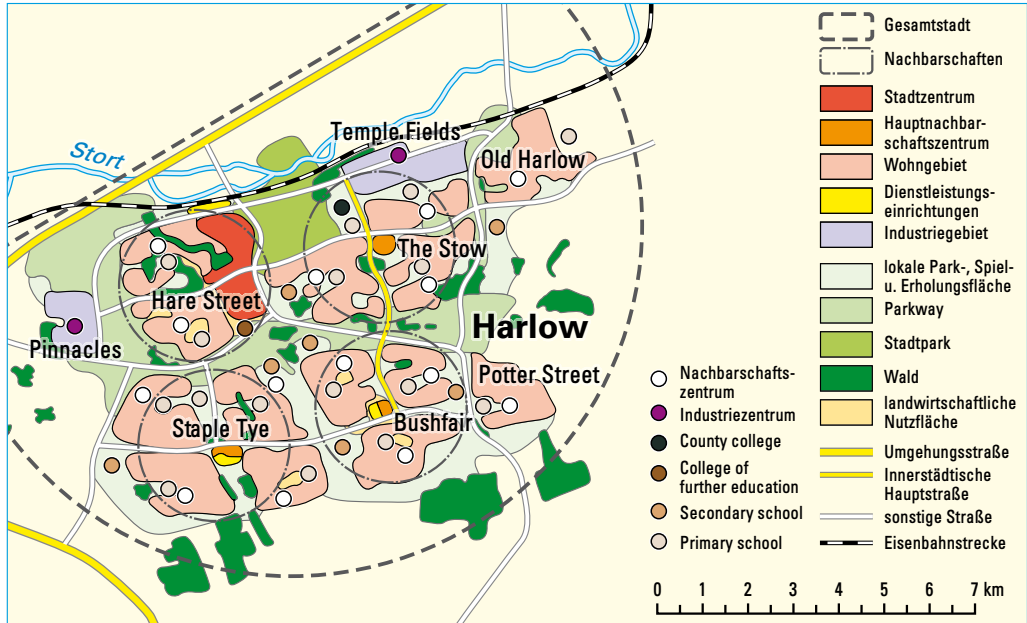 Stort
Temple Fields
Old Harlow
The Stow
Hare Street
Harlow
Pinnacles
Potter Street
Staple Tye
Bushfair
Gesamtstadt
Nachbarschaften
Stadtzentrum
Hauptnachbar-
schaftszentrum
Wohngebiet
Dienstleistungs-
einrichtungen
Industriegebiet
lokale Park-, Spiel-
u. Erholungsfläche
Parkway
Stadtpark
Wald
landwirtschaftliche
Nutzfläche
Umgehungsstraße
Innerstädtische
Hauptstraße
sonstige Straße
Eisenbahnstrecke
Nachbarschafts-
zentrum
Industriezentrum
County college
College of
further education
Secondary school
Primary school
0 1 2 3 4 5 6 7 km